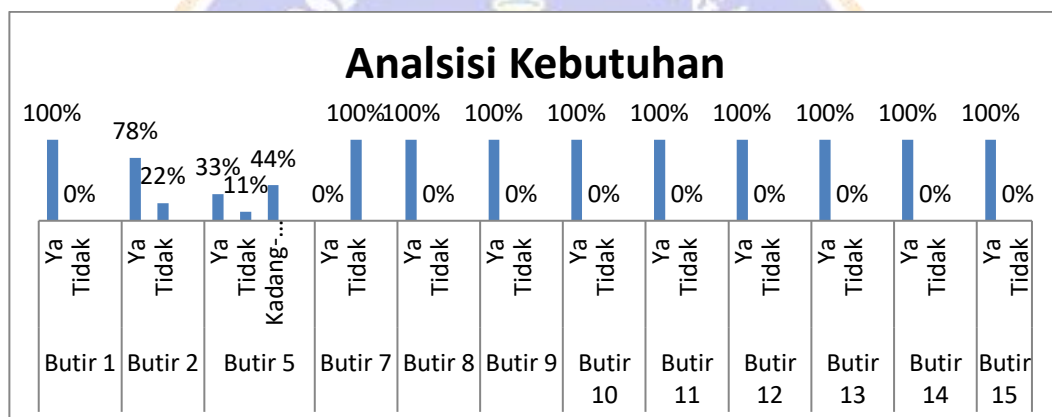 Analsisi Kebutuhan
100% 0% 78% 22% 33% 11% 44% 0% 100% 100% 0% 100% 0% 100% 0% 100% 0% 100% 0% 100% 0% 100% 0% 100% 0%
Ya Tidak Ya Tidak Ya Tidak Kadang-... Ya Tidak Ya Tidak Ya Tidak Ya Tidak Ya Tidak Ya Tidak Ya Tidak Ya Tidak Ya Tidak
Butir 1 Butir 2 Butir 5 Butir 7 Butir 8 Butir 9 Butir 10 Butir 11 Butir 12 Butir 13 Butir 14 Butir 15